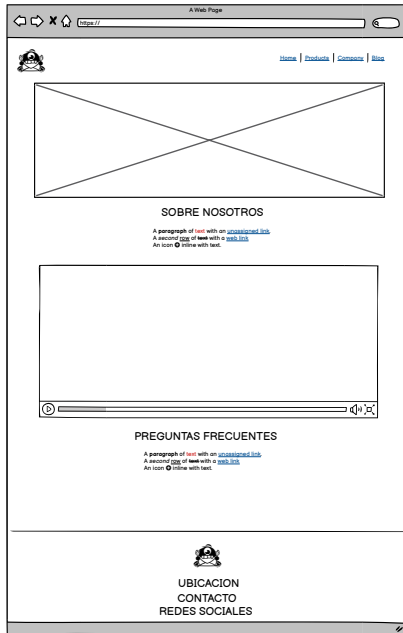 A Web Page
https://
Home | Products | Company | Blog
SOBRE NOSOTROS
A paragraph of text with an unassigned link.
A second row of text with a web link
An icon inline with text.
PREGUNTAS FRECUENTES
A paragraph of text with an unassigned link.
A second row of text with a web link
An icon inline with text.
UBICACION
CONTACTO
REDES SOCIALES